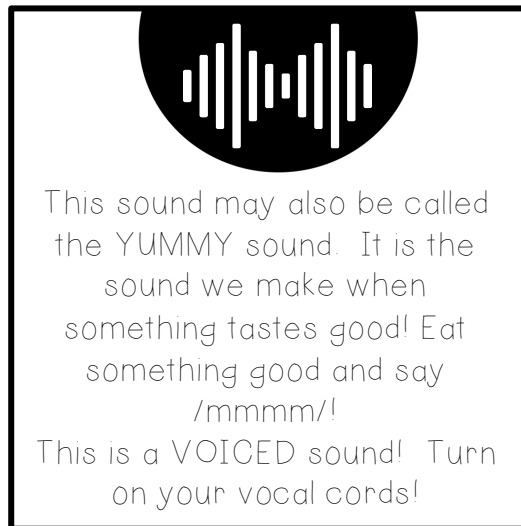 This sound may also be called
the YUMMY sound. It is the
sound we make when
something tastes good! Eat
something good and say
/mmmm/!
This is a VOICED sound! Turn
on your vocal cords!